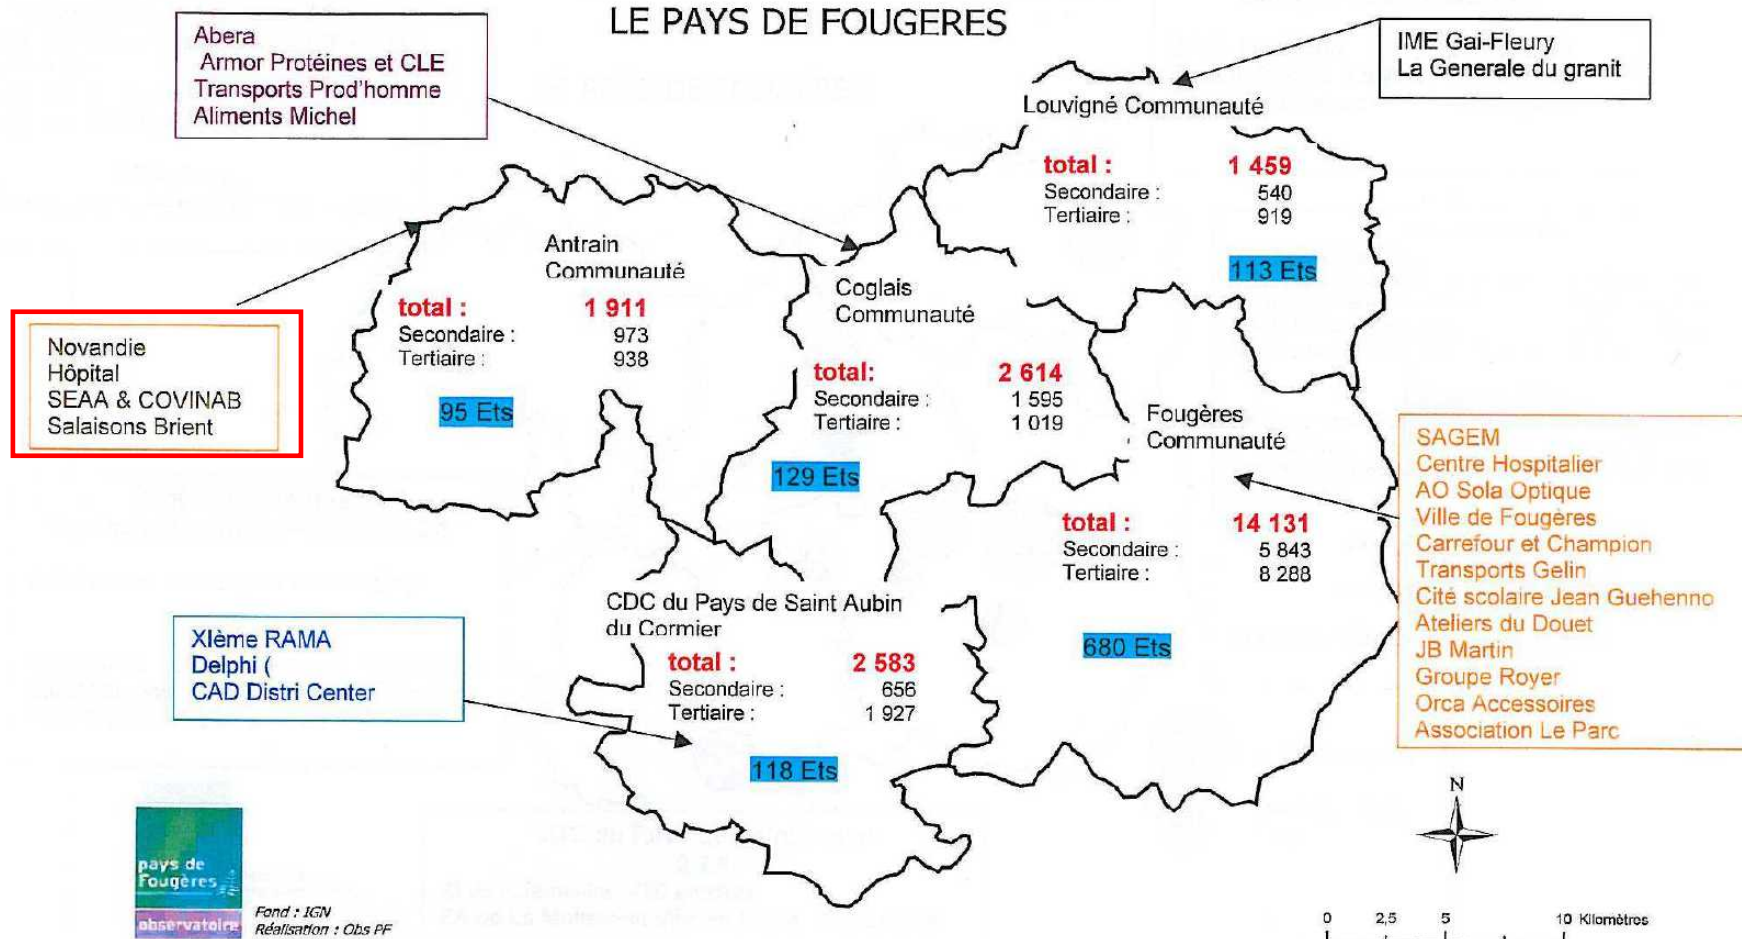 LE PAYS DE FOUGERES
Abera
Armor Protéines et CLE
Transports Prod'homme
Aliments Michel
IME Gai-Fleury
La Generale du granit
Louvigné Communauté
total : 1 459
Secondaire : 540
Tertiaire : 919
113 Ets
Antrain
Communauté
total : 1 911
Secondaire : 973
Tertiaire : 938
95 Ets
Novandie
Hôpital
SEAA & COVINAB
Salaisons Brient
Coglais
Communauté
total: 2 614
Secondaire : 1 595
Tertiaire : 1 019
129 Ets
Fougères
Communauté
total : 14 131
Secondaire : 5 843
Tertiaire : 8 288
680 Ets
SAGEM
Centre Hospitalier
AO Sola Optique
Ville de Fougères
Carrefour et Champion
Transports Gelin
Cité scolaire Jean Guehenno
Ateliers du Douet
JB Martin
Groupe Royer
Orca Accessoires
Association Le Parc
CDC du Pays de Saint Aubin
du Cormier
total : 2 583
Secondaire : 656
Tertiaire : 1 927
118 Ets
XIème RAMA
Delphi (
CAD Distri Center
pays de
Fougères
observatoire
Fond : IGN
Réalisation : Obs PF
N
0 2,5 5 10 Kilomètres